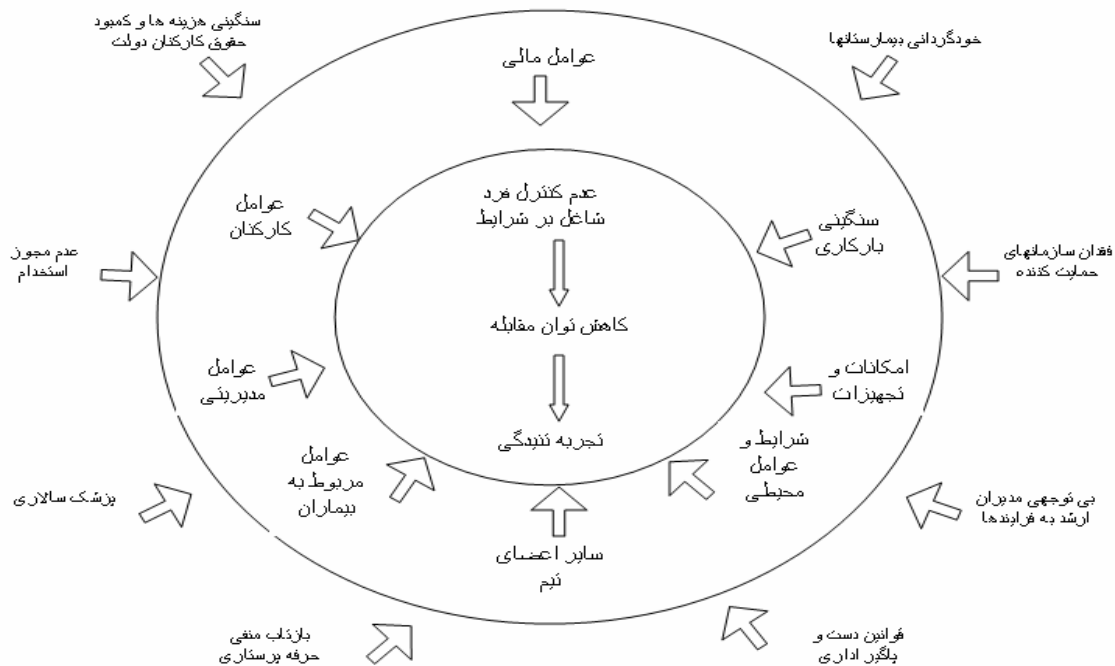 سنگینی هزینه ها و کمبود
حقوق کارکنان دولت
خودگردانی بیمارستانها
عوامل مالی
عدم کنترل فرد
شاغل بر شرایط
عوامل
کارکنان
سنگینی
بارکاری
عدم مجوز
استخدام
فقدان سازمانهای
حمایت کننده
کاهش توان مقابله
عوامل
مدیریتی
امکانات و
تجهیزات
تجربه تنیدگی
عوامل
مربوط به
بیماران
شرایط و
عوامل
محیطی
پزشک سالاری
بی توجهی مدیران
ارشد به فرایندها
سایر اعضای
تیم
بازتاب منفی
حرفه پرستاری
قوانین دست و
پاگیر اداری